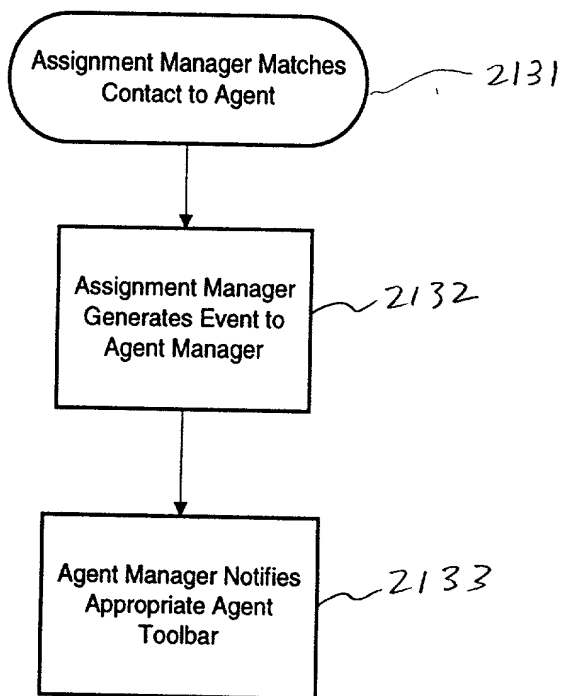 Assignment Manager Matches
Contact to Agent
2131
Assignment Manager
Generates Event to
Agent Manager
2132
Agent Manager Notifies
Appropriate Agent
Toolbar
2133